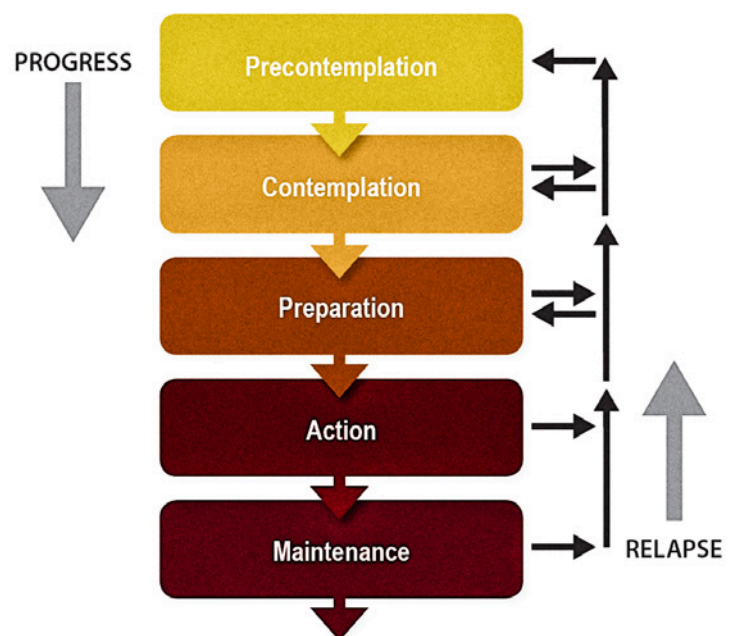 PROGRESS
Precontemplation
Contemplation
Preparation
Action
Maintenance
RELAPSE